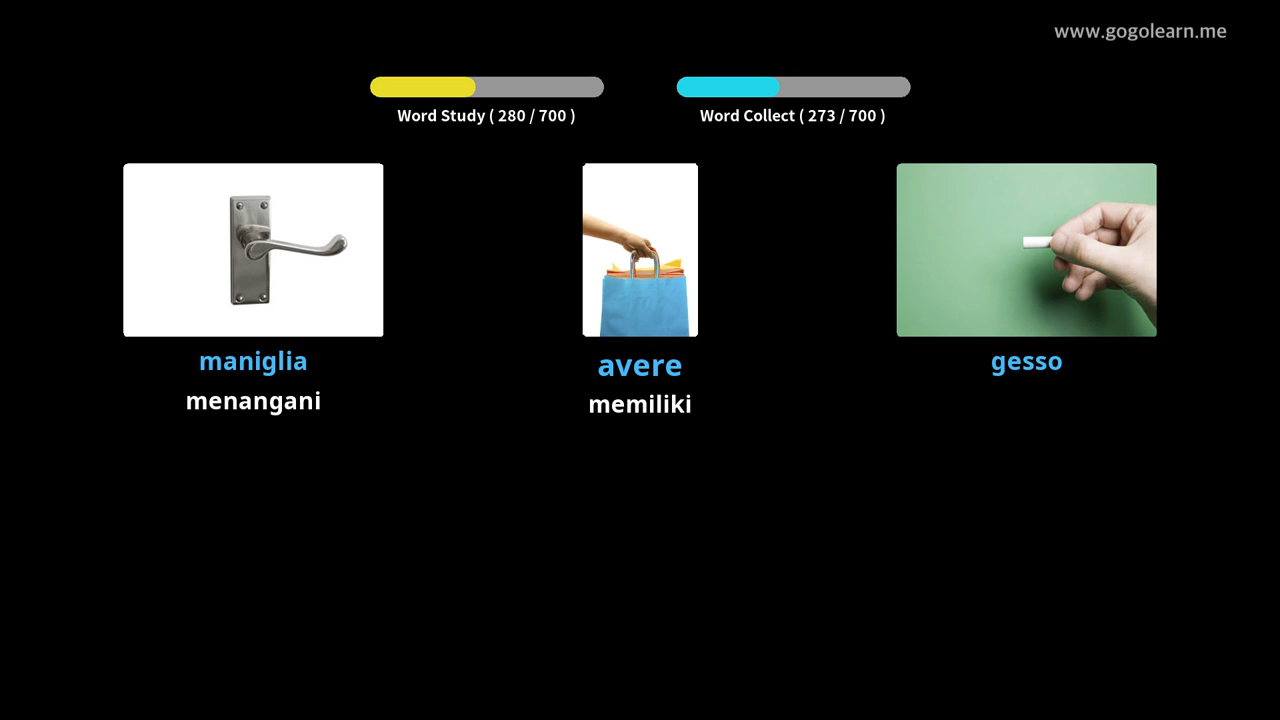 www.gogolearn.me
Word Study ( 280 / 700 )
Word Collect ( 273 / 700 )
maniglia
menangani
avere
memiliki
gesso